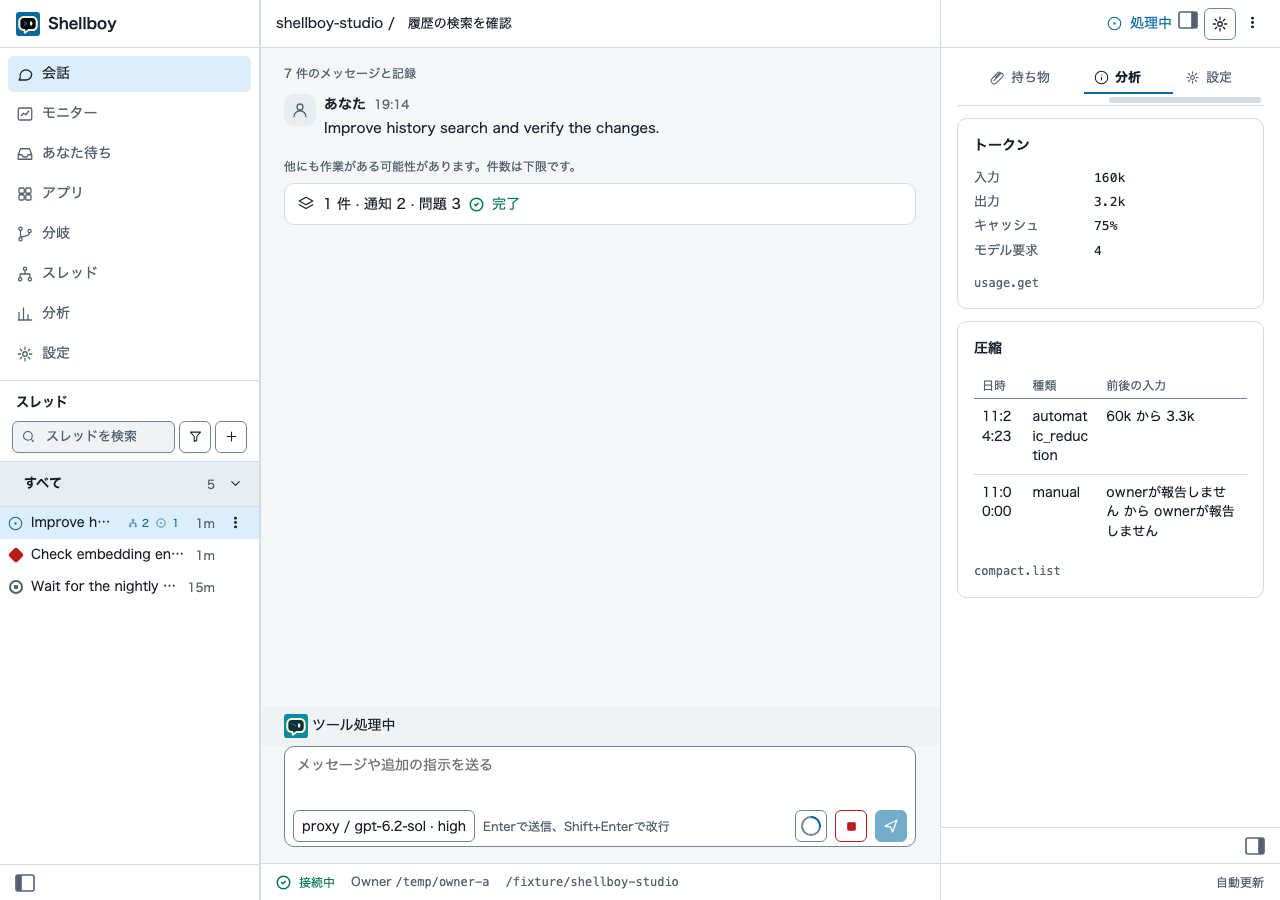 Shellboy
会話
モニター
あなた待ち
アプリ
分岐
スレッド
分析
設定
スレッド
スレッドを検索
すべて 5
Improve h··· 2 1 1m
Check embedding en··· 1m
Wait for the nightly ··· 15m
shellboy-studio / 履歴の検索を確認
7 件のメッセージと記録
あなた 19:14
Improve history search and verify the changes.
他にも作業がある可能性があります。件数は下限です。
1 件 · 通知 2 · 問題 3 完了
ツール処理中
メッセージや追加の指示を送る
proxy / gpt-6.2-sol · high Enterで送信、Shift+Enterで改行
接続中 Owner /temp/owner-a /fixture/shellboy-studio
処理中
持ち物 分析 設定
トークン
入力 160k
出力 3.2k
キャッシュ 75%
モデル要求 4
usage.get
圧縮
日時 種類 前後の入力
11:2 automat 60k から 3.3k
4:23 ic_reduc
tion
11:0 manual ownerが報告しませ
0:00 ん から ownerが報告
しません
compact.list
自動更新